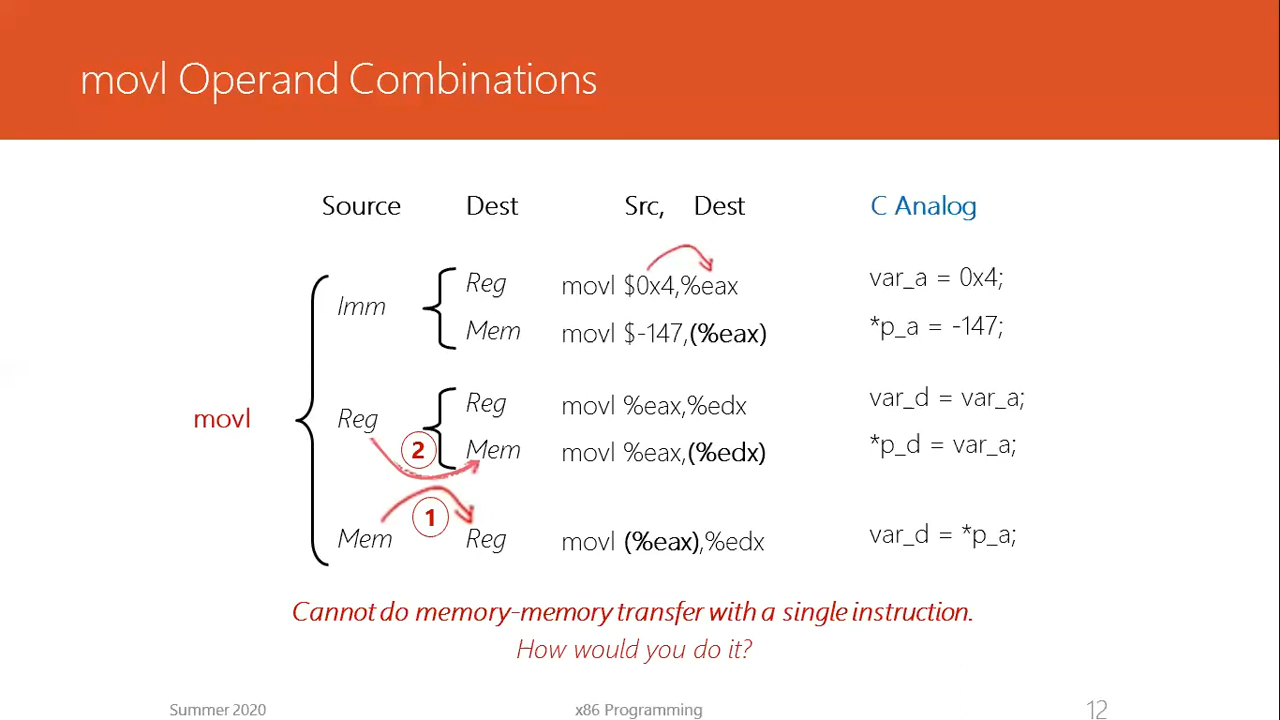 movl Operand Combinations
Source Dest Src, Dest C Analog
Imm Reg movl $0x4,%eax var_a = 0x4;
Mem movl $-147,(%eax) *p_a = -147;
movl Reg Reg movl %eax,%edx var_d = var_a;
2 Mem movl %eax,(%edx) *p_d = var_a;
1
Mem Reg movl (%eax),%edx var_d = *p_a;
Cannot do memory-memory transfer with a single instruction.
How would you do it?
Summer 2020 x86 Programming 12